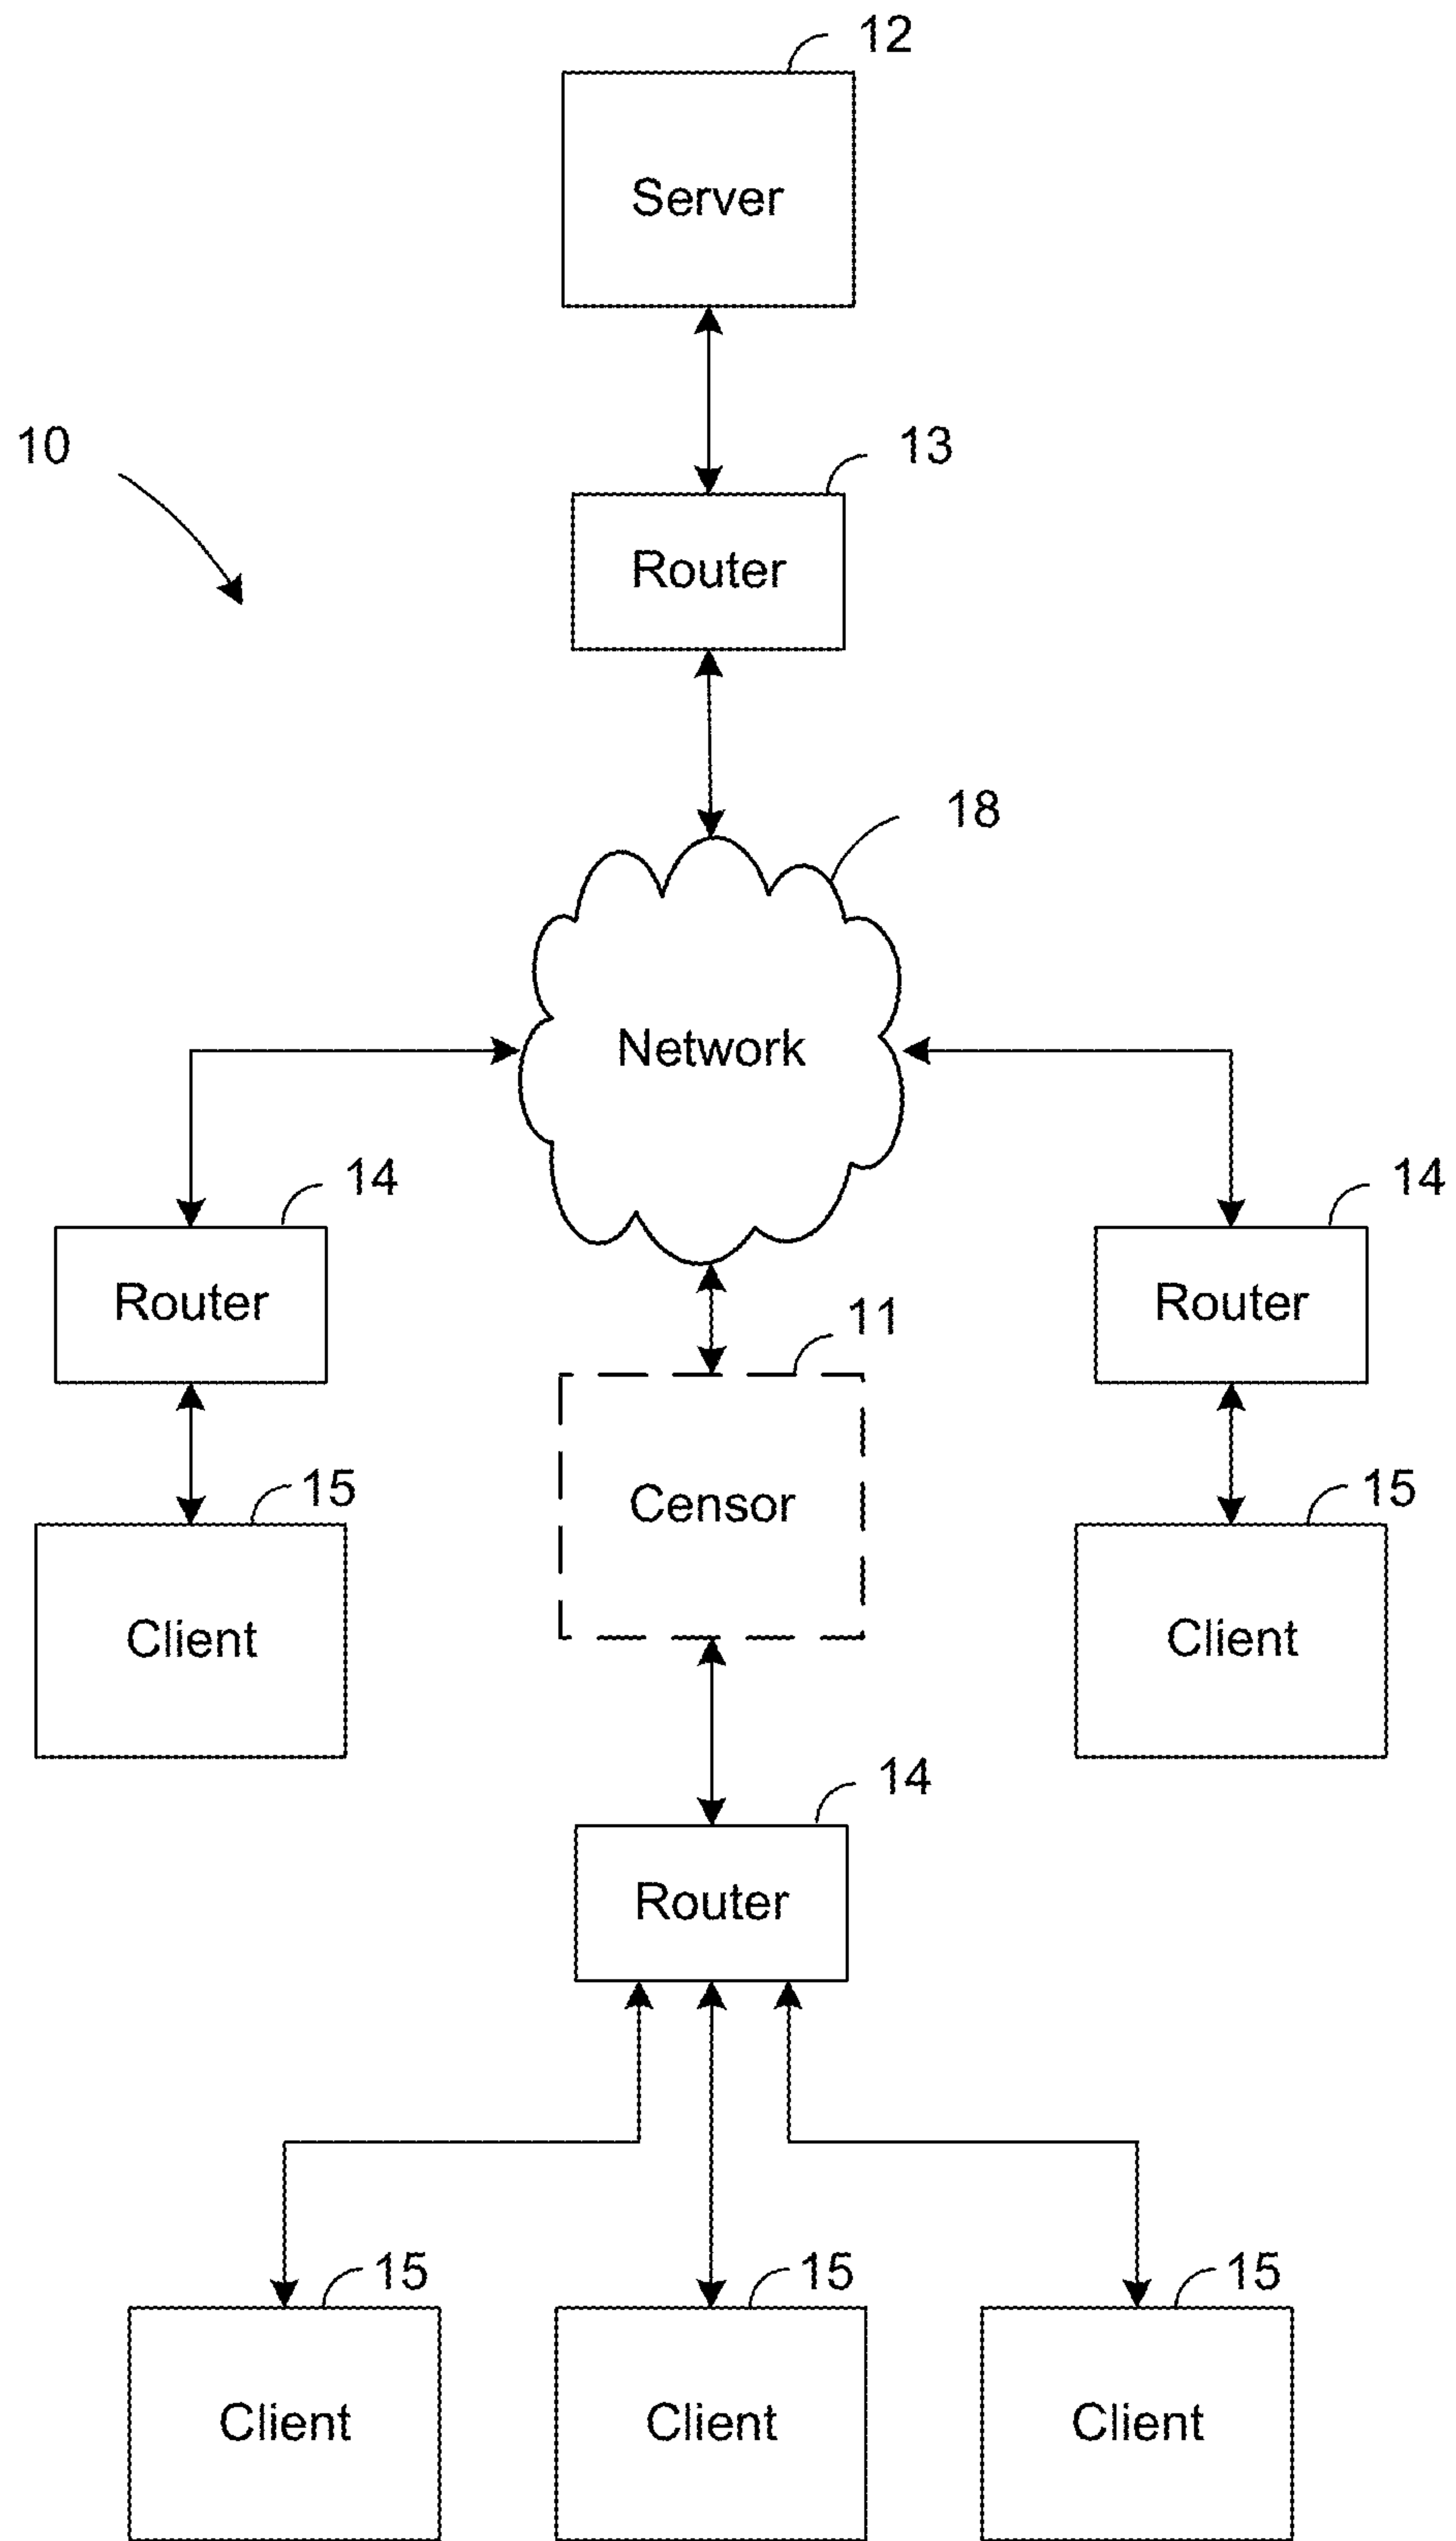 12
Server
10
13
Router
18
Network
14
14
Router
Router
11
15
15
Censor
Client
Client
14
Router
15
15
15
Client
Client
Client